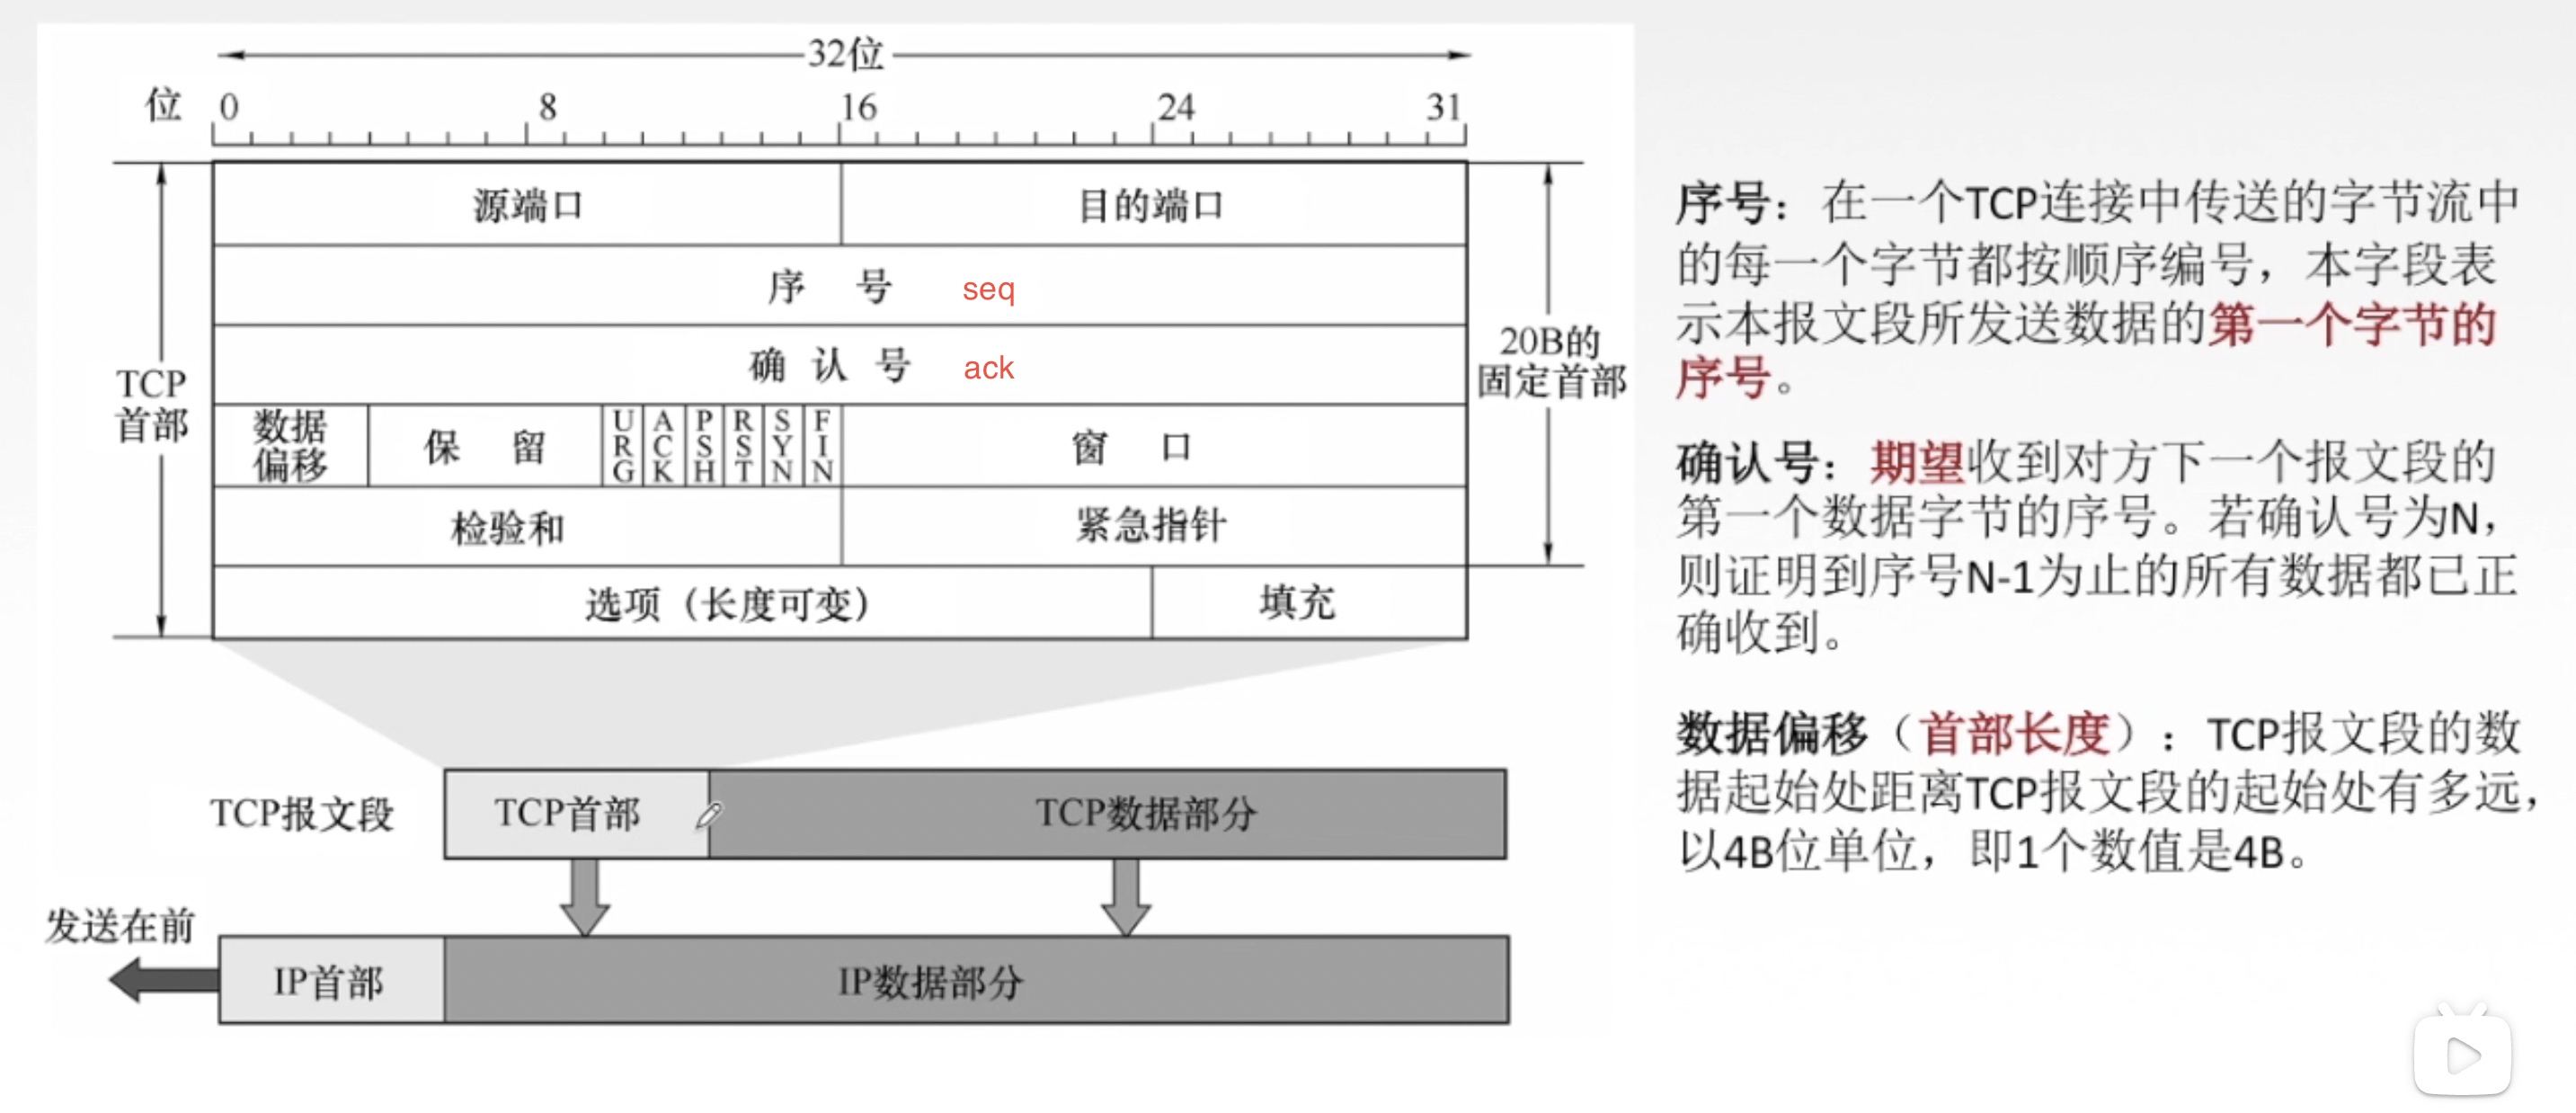 32位
位 0 8 16 24 31
源端口 目的端口
序 号 seq
确 认 号 ack
TCP
首部
20B的
固定首部
数据
偏移
保 留
URG
ACK
PSH
RST
SYN
FIN
窗 口
检验和 紧急指针
选项（长度可变） 填充
TCP报文段 TCP首部 TCP数据部分
发送在前
IP首部 IP数据部分
序号：在一个TCP连接中传送的字节流中
的每一个字节都按顺序编号，本字段表
示本报文段所发送数据的第一个字节的
序号。
确认号：期望收到对方下一个报文段的
第一个数据字节的序号。若确认号为N，
则证明到序号N-1为止的所有数据都已正
确收到。
数据偏移（首部长度）：TCP报文段的数
据起始处距离TCP报文段的起始处有多远，
以4B位单位，即1个数值是4B。